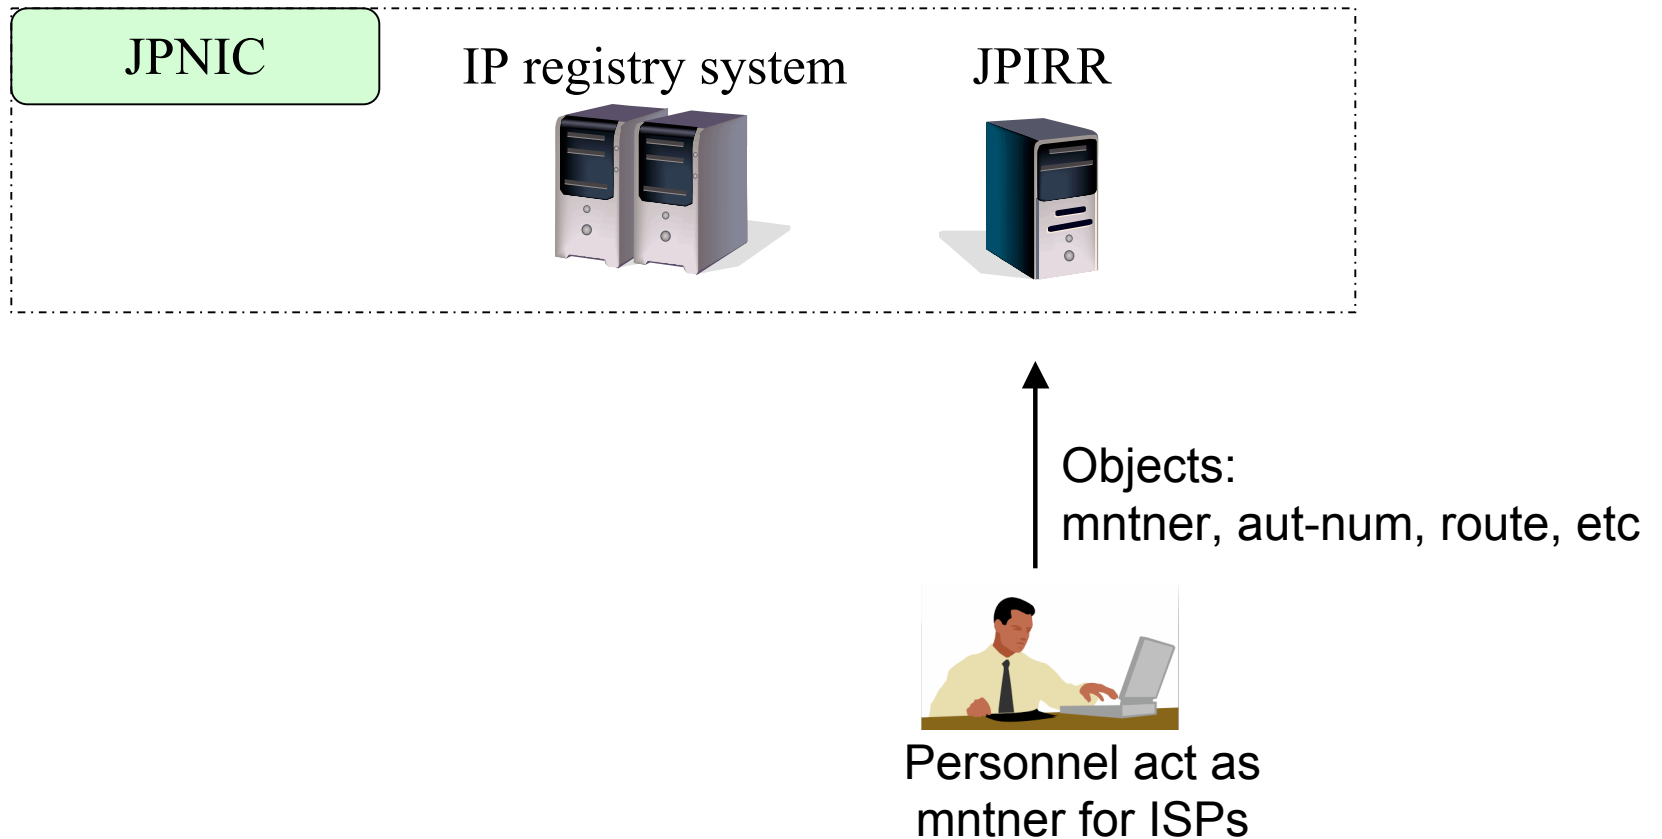 JPNIC
IP registry system
JPIRR
Objects:
mntner, aut-num, route, etc
Personnel act as
mntner for ISPs